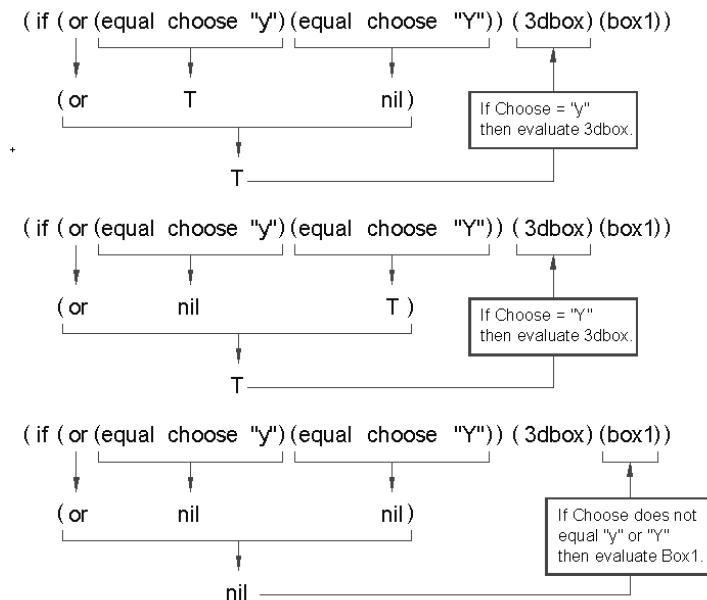 ( if ( or (equal choose "y") (equal choose "Y")) ( 3dbox) (box1))
( or T nil )
If Choose = "y"
then evaluate 3dbox.
T
( if ( or (equal choose "y") (equal choose "Y")) ( 3dbox) (box1))
( or nil T )
If Choose = "Y"
then evaluate 3dbox.
T
( if ( or (equal choose "y") (equal choose "Y")) ( 3dbox) (box1))
( or nil nil )
If Choose does not
equal "y" or "Y"
then evaluate Box1.
nil